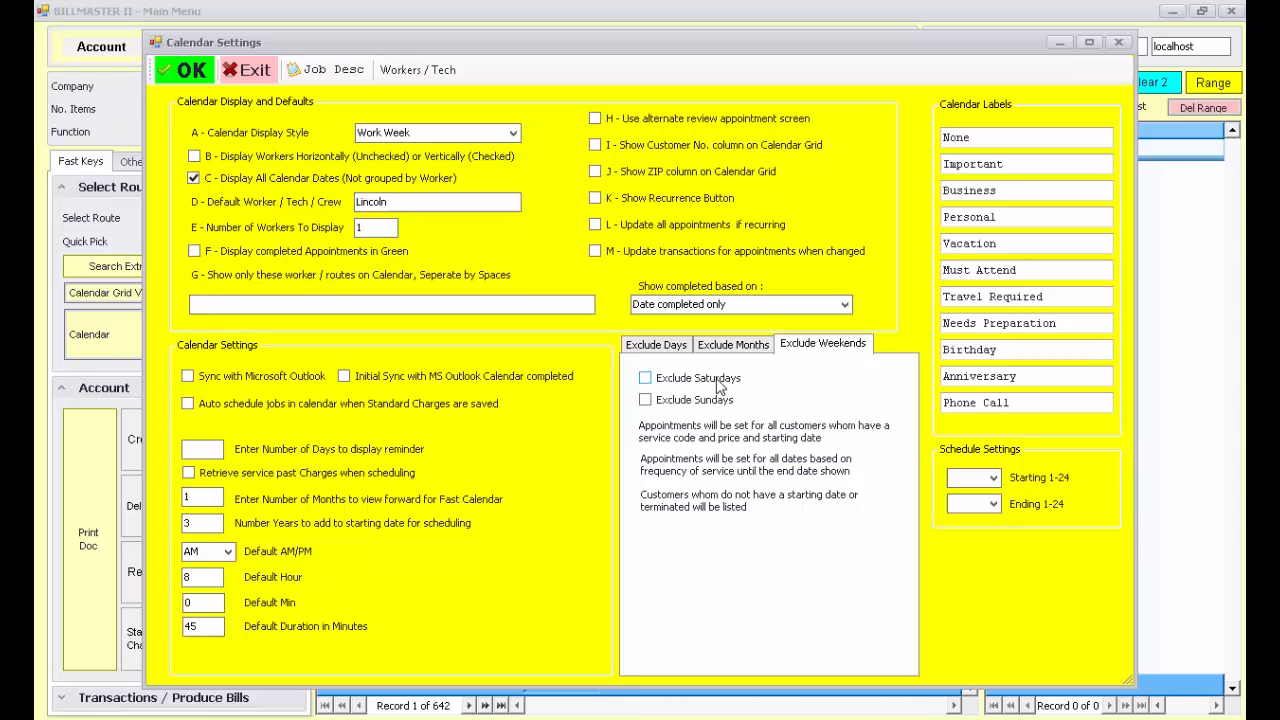 BILLMASTER II - Main Menu
Account
localhost
Company
No. Items
Function
lear 2
Range
st
Del Range
Fast Keys
Othe
Select Rou
Select Route
Quick Pick
Search Extr
Calendar Grid V
Calendar
Account
Cre
Print
Doc
Del
Re
Sta
Cha
Transactions / Produce Bills
Record 1 of 642
Record 0 of 0
Calendar Settings
OK
Exit
Job Desc
Workers / Tech
Calendar Display and Defaults
A - Calendar Display Style
Work Week
B - Display Workers Horizontally (Unchecked) or Vertically (Checked)
C - Display All Calendar Dates (Not grouped by Worker)
D - Default Worker / Tech / Crew
Lincoln
E - Number of Workers To Display
1
F - Display completed Appointments in Green
G - Show only these worker / routes on Calendar, Seperate by Spaces
H - Use alternate review appointment screen
I - Show Customer No. column on Calendar Grid
J - Show ZIP column on Calendar Grid
K - Show Recurrence Button
L - Update all appointments if recurring
M - Update transactions for appointments when changed
Show completed based on :
Date completed only
Calendar Settings
Sync with Microsoft Outlook
Initial Sync with MS Outlook Calendar completed
Auto schedule jobs in calendar when Standard Charges are saved
Enter Number of Days to display reminder
Retrieve service past Charges when scheduling
1
Enter Number of Months to view forward for Fast Calendar
3
Number Years to add to starting date for scheduling
AM
Default AM/PM
8
Default Hour
0
Default Min
45
Default Duration in Minutes
Exclude Days
Exclude Months
Exclude Weekends
Exclude Saturdays
Exclude Sundays
Appointments will be set for all customers whom have a
service code and price and starting date
Appointments will be set for all dates based on
frequency of service until the end date shown
Customers whom do not have a starting date or
terminated will be listed
Calendar Labels
None
Important
Business
Personal
Vacation
Must Attend
Travel Required
Needs Preparation
Birthday
Anniversary
Phone Call
Schedule Settings
Starting 1-24
Ending 1-24